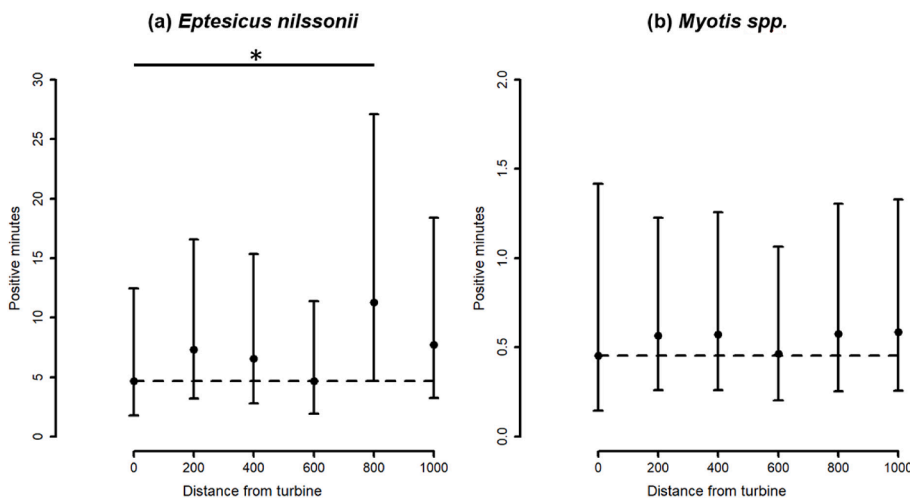 (a) Eptesicus nilssonii
*
Positive minutes
30
25
20
15
10
5
0
0 200 400 600 800 1000
Distance from turbine
(b) Myotis spp.
Positive minutes
2.0
1.5
1.0
0.5
0.0
0 200 400 600 800 1000
Distance from turbine